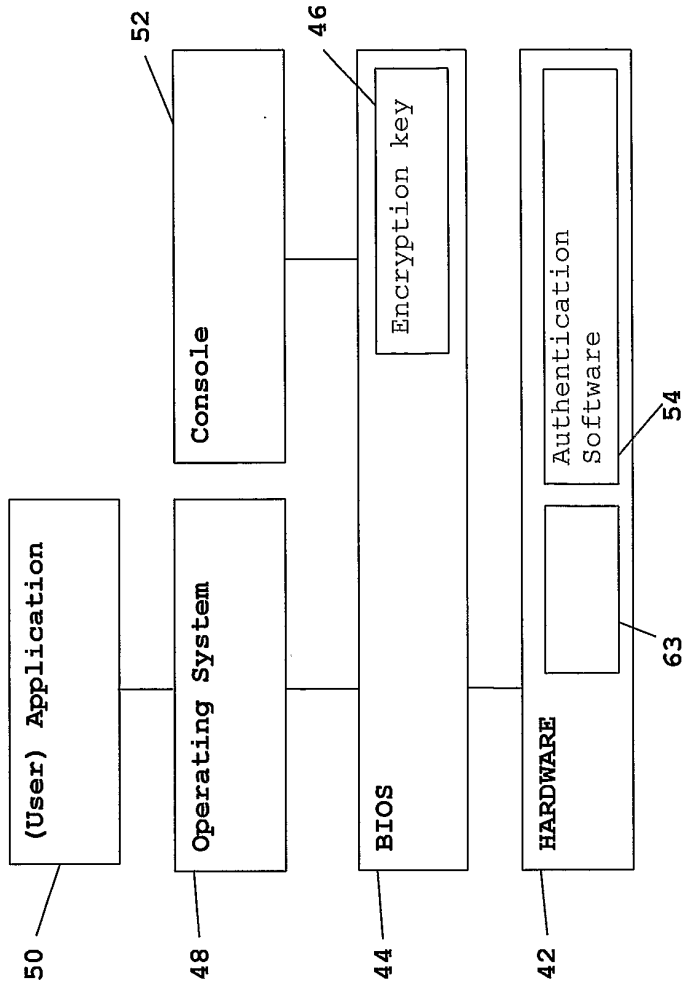 50
(User) Application
52
Console
48
Operating System
46
Encryption key
44
BIOS
42
HARDWARE
63
54
Authentication
Software